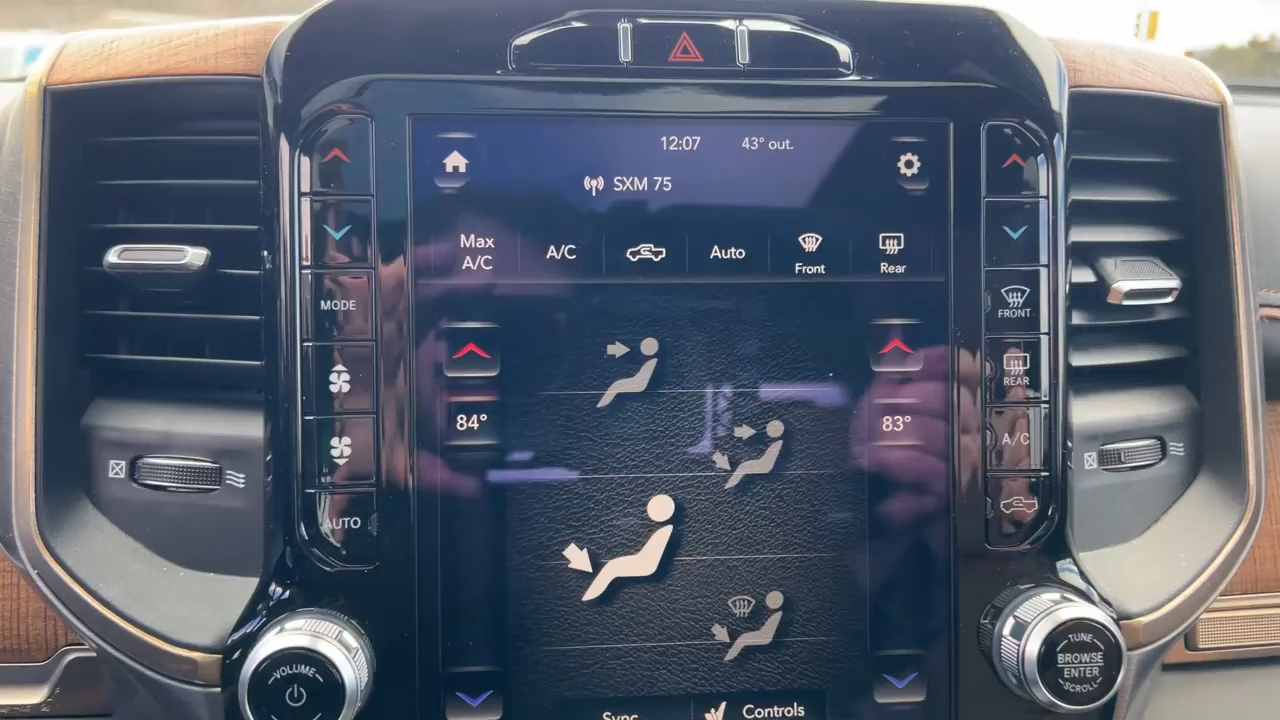 12:07 43° out.
SXM 75
Max
A/C
A/C
Auto
Front
Rear
MODE
AUTO
84°
83°
FRONT
REAR
A/C
VOLUME
TUNE
BROWSE
ENTER
SCROLL
Sync
Controls